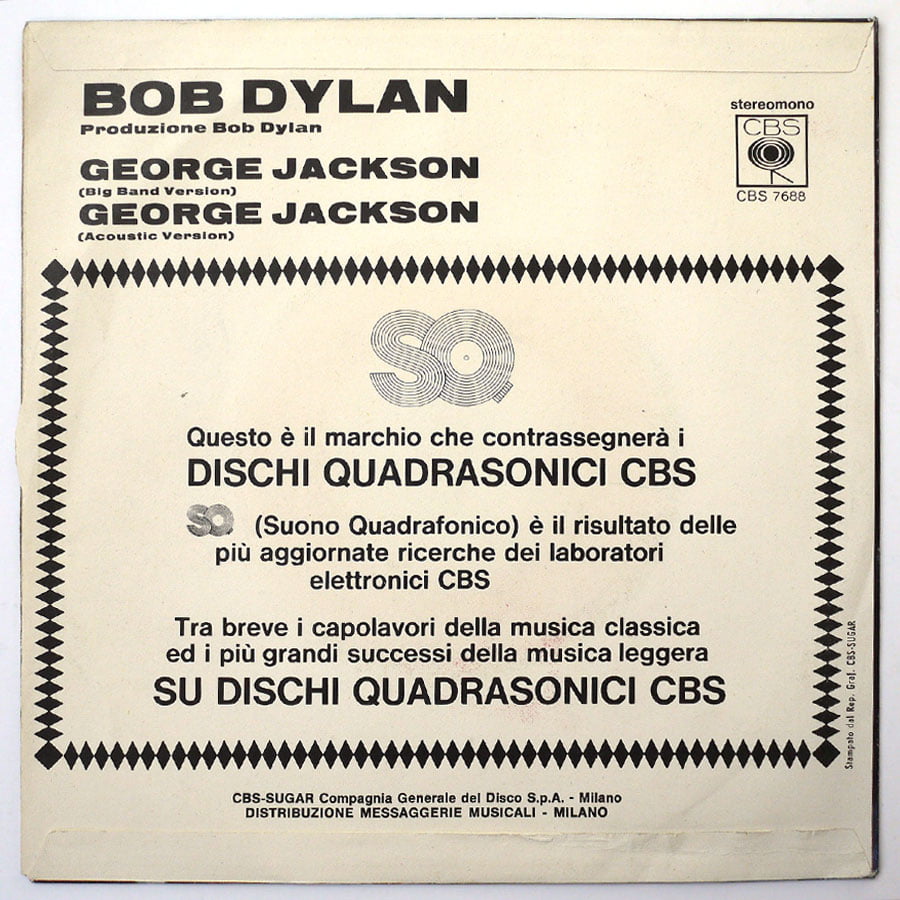 BOB DYLAN
Produzione Bob Dylan
GEORGE JACKSON
(Big Band Version)
GEORGE JACKSON
(Acoustic Version)
stereomono
CBS
CBS 7688
SQ
Questo è il marchio che contrassegnerà i
DISCHI QUADRASONICI CBS
SQ (Suono Quadrafonico) è il risultato delle
più aggiornate ricerche dei laboratori
elettronici CBS
Tra breve i capolavori della musica classica
ed i più grandi successi della musica leggera
SU DISCHI QUADRASONICI CBS
Stampato dal Rep. Graf. CBS-SUGAR
CBS-SUGAR Compagnia Generale del Disco S.p.A. - Milano
DISTRIBUZIONE MESSAGGERIE MUSICALI - MILANO